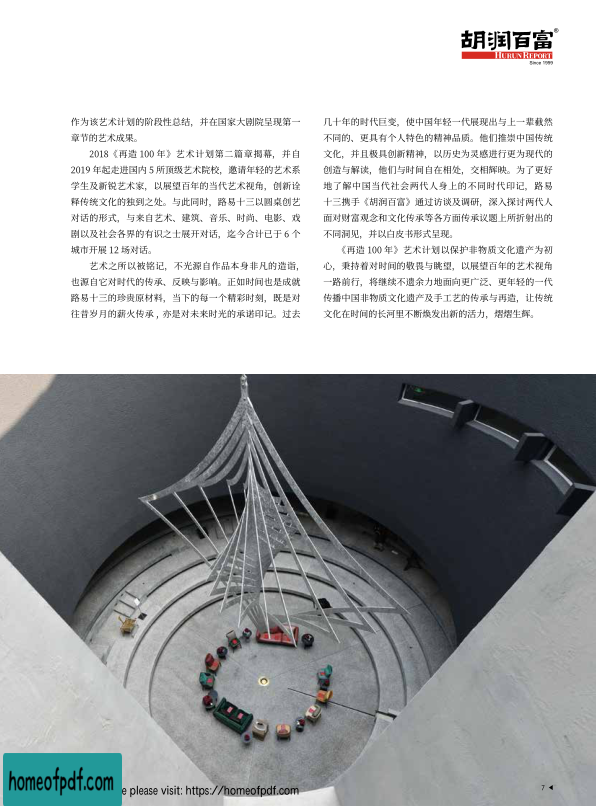 胡润百富®
HURUN REPORT
Since 1999
作为该艺术计划的阶段性总结，并在国家大剧院呈现第一
章节的艺术成果。
2018《再造 100 年》艺术计划第二篇章揭幕，并自
2019 年起走进国内 5 所顶级艺术院校，邀请年轻的艺术系
学生及新锐艺术家，以展望百年的当代艺术视角，创新诠
释传统文化的独到之处。与此同时，路易十三以圆桌创艺
对话的形式，与来自艺术、建筑、音乐、时尚、电影、戏
剧以及社会各界的有识之士展开对话，迄今合计已于 6 个
城市开展 12 场对话。
艺术之所以被铭记，不光源自作品本身非凡的造诣，
也源自它对时代的传承、反映与影响。正如时间也是成就
路易十三的珍贵原材料，当下的每一个精彩时刻，既是对
往昔岁月的薪火传承，亦是对未来时光的承诺印记。过去
几十年的时代巨变，使中国年轻一代展现出与上一辈截然
不同的、更具有个人特色的精神品质。他们推崇中国传统
文化，并且极具创新精神，以历史为灵感进行更为现代的
创造与解读，他们与时间自在相处，交相辉映。为了更好
地了解中国当代社会两代人身上的不同时代印记，路易
十三携手《胡润百富》通过访谈及调研，深入探讨两代人
面对财富观念和文化传承等各方面传承议题上所折射出的
不同洞见，并以白皮书形式呈现。
《再造 100 年》艺术计划以保护非物质文化遗产为初
心，秉持着对时间的敬畏与眺望，以展望百年的艺术视角
一路前行，将继续不遗余力地面向更广泛、更年轻的一代
传播中国非物质文化遗产及手工艺的传承与再造，让传统
文化在时间的长河里不断焕发出新的活力，熠熠生辉。
homeofpdf.com
e please visit: https://homeofpdf.com
7 ◀